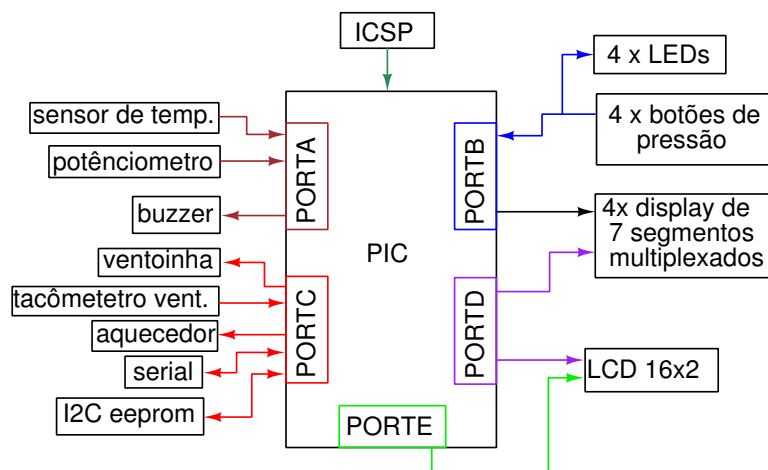 ICSP
sensor de temp.
potênciometro
buzzer
ventoinha
tacômetetro vent.
aquecedor
serial
I2C eeprom
PORTA
PORTC
PIC
PORTE
PORTB
PORTD
4 x LEDs
4 x botões de
pressão
4x display de
7 segmentos
multiplexados
LCD 16x2